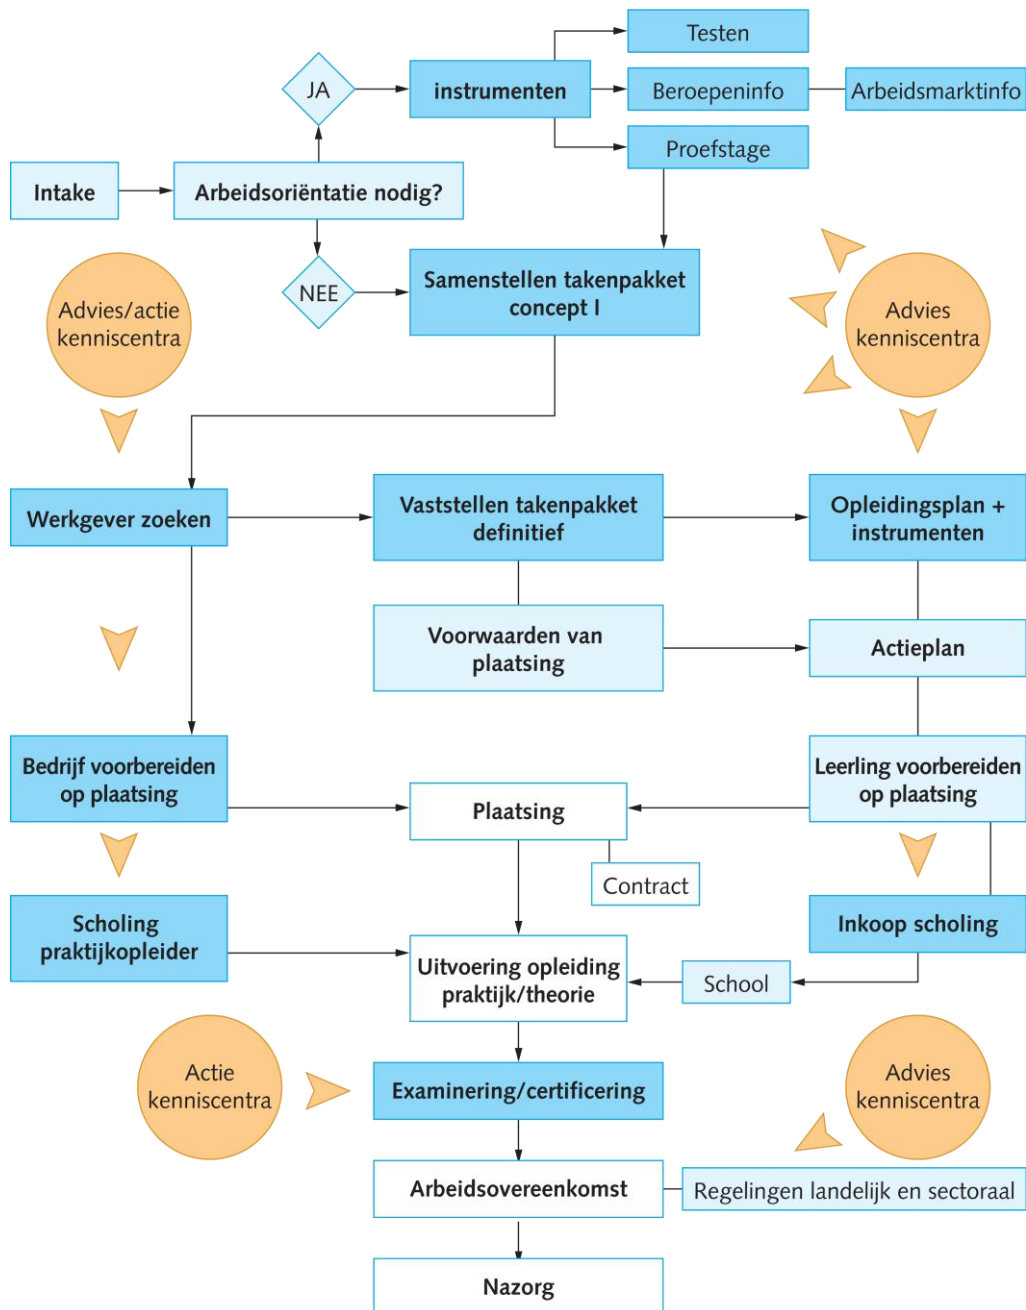 Testen
JA
instrumenten
Beroepeninfo
Arbeidsmarktinfo
Proefstage
Intake
Arbeidsoriëntatie nodig?
NEE
Samenstellen takenpakket
concept I
Advies/actie
kenniscentra
Advies
kenniscentra
Werkgever zoeken
Vaststellen takenpakket
definitief
Opleidingsplan +
instrumenten
Voorwaarden van
plaatsing
Actieplan
Bedrijf voorbereiden
op plaatsing
Plaatsing
Leerling voorbereiden
op plaatsing
Contract
Scholing
praktijkopleider
Uitvoering opleiding
praktijk/theorie
School
Inkoop scholing
Actie
kenniscentra
Examinering/certificering
Advies
kenniscentra
Arbeidsovereenkomst
Regelingen landelijk en sectoraal
Nazorg